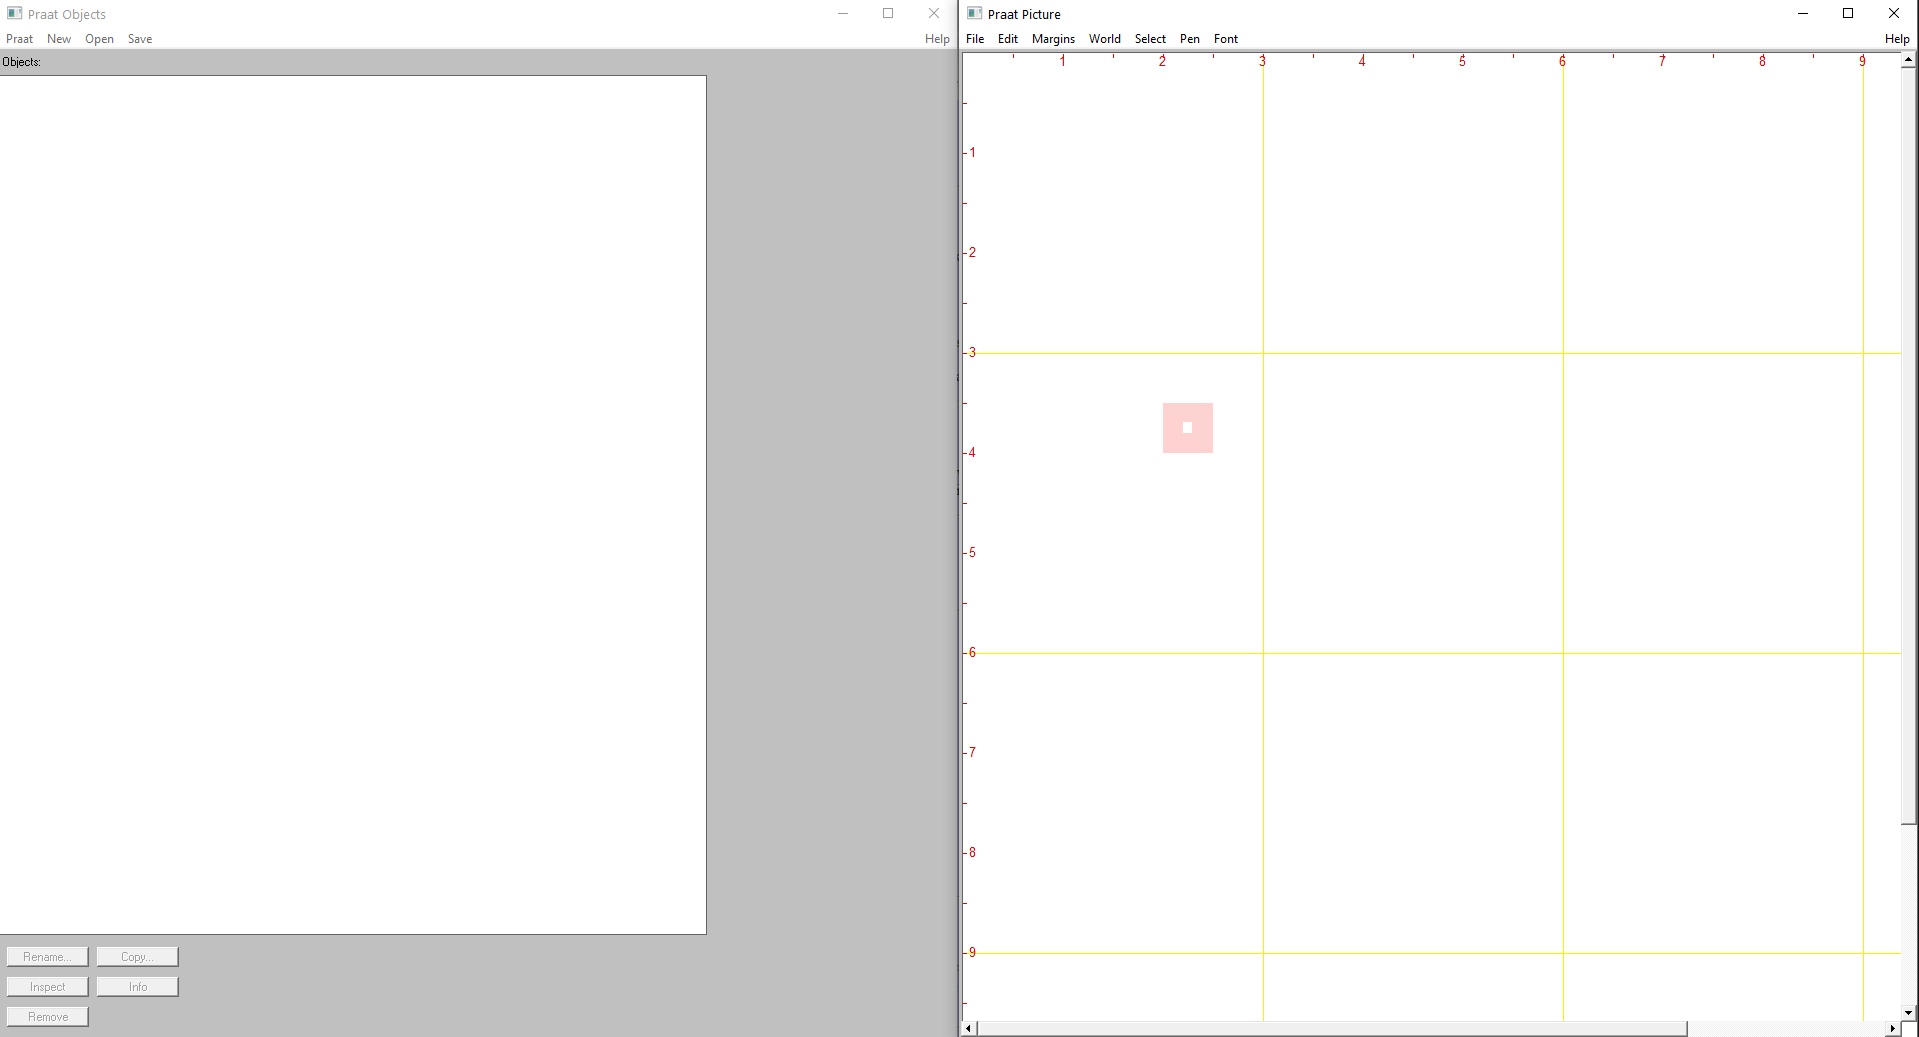 Praat Objects
Praat New Open Save Help
Objects:
Rename... Copy...
Inspect Info
Remove
Praat Picture
File Edit Margins World Select Pen Font Help
1 2 3 4 5 6 7 8 9
1
2
3
4
5
6
7
8
9